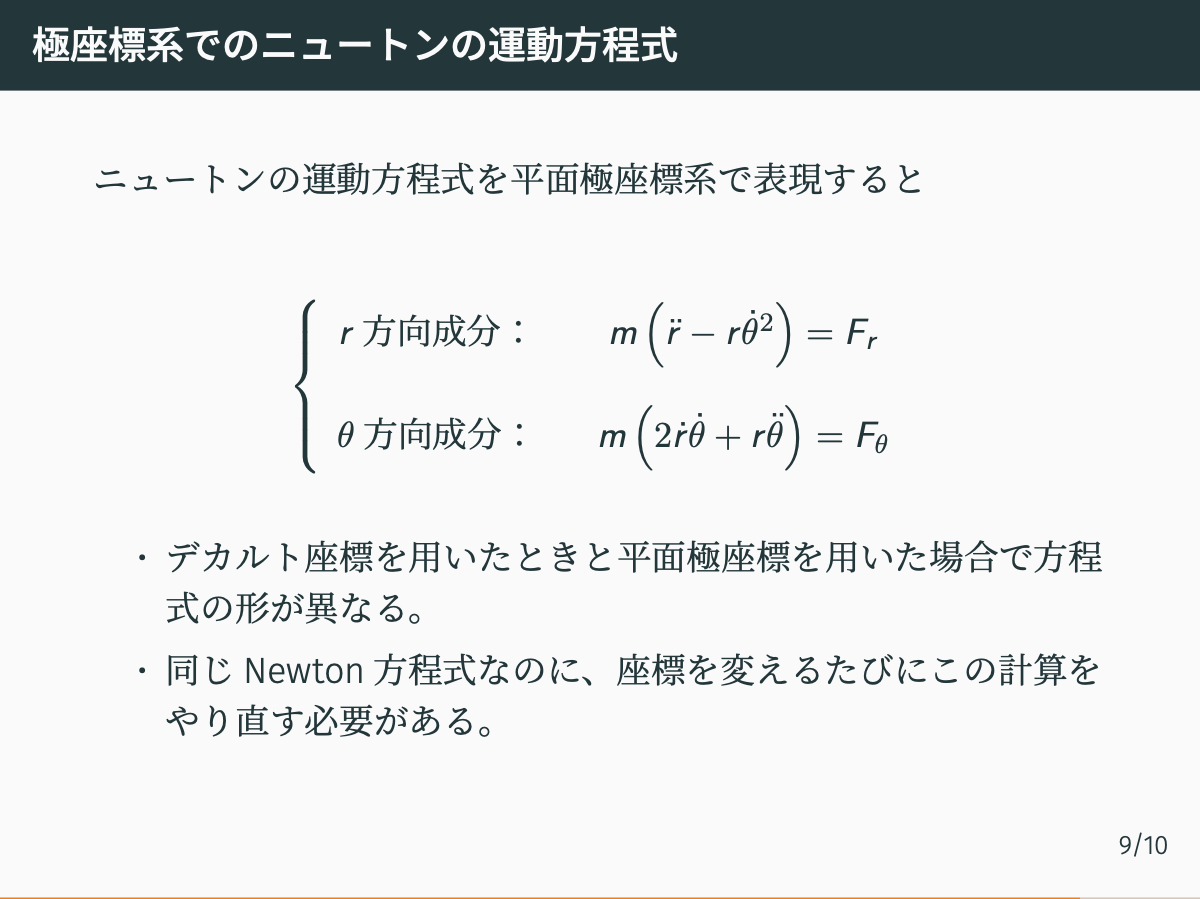 極座標系でのニュートンの運動方程式
ニュートンの運動方程式を平面極座標系で表現すると
r 方向成分： m(r̈ − rθ̇²) = F_r
θ 方向成分： m(2ṙθ̇ + rθ̈) = F_θ
・デカルト座標を用いたときと平面極座標を用いた場合で方程
式の形が異なる。
・同じ Newton 方程式なのに、座標を変えるたびにこの計算を
やり直す必要がある。
9/10